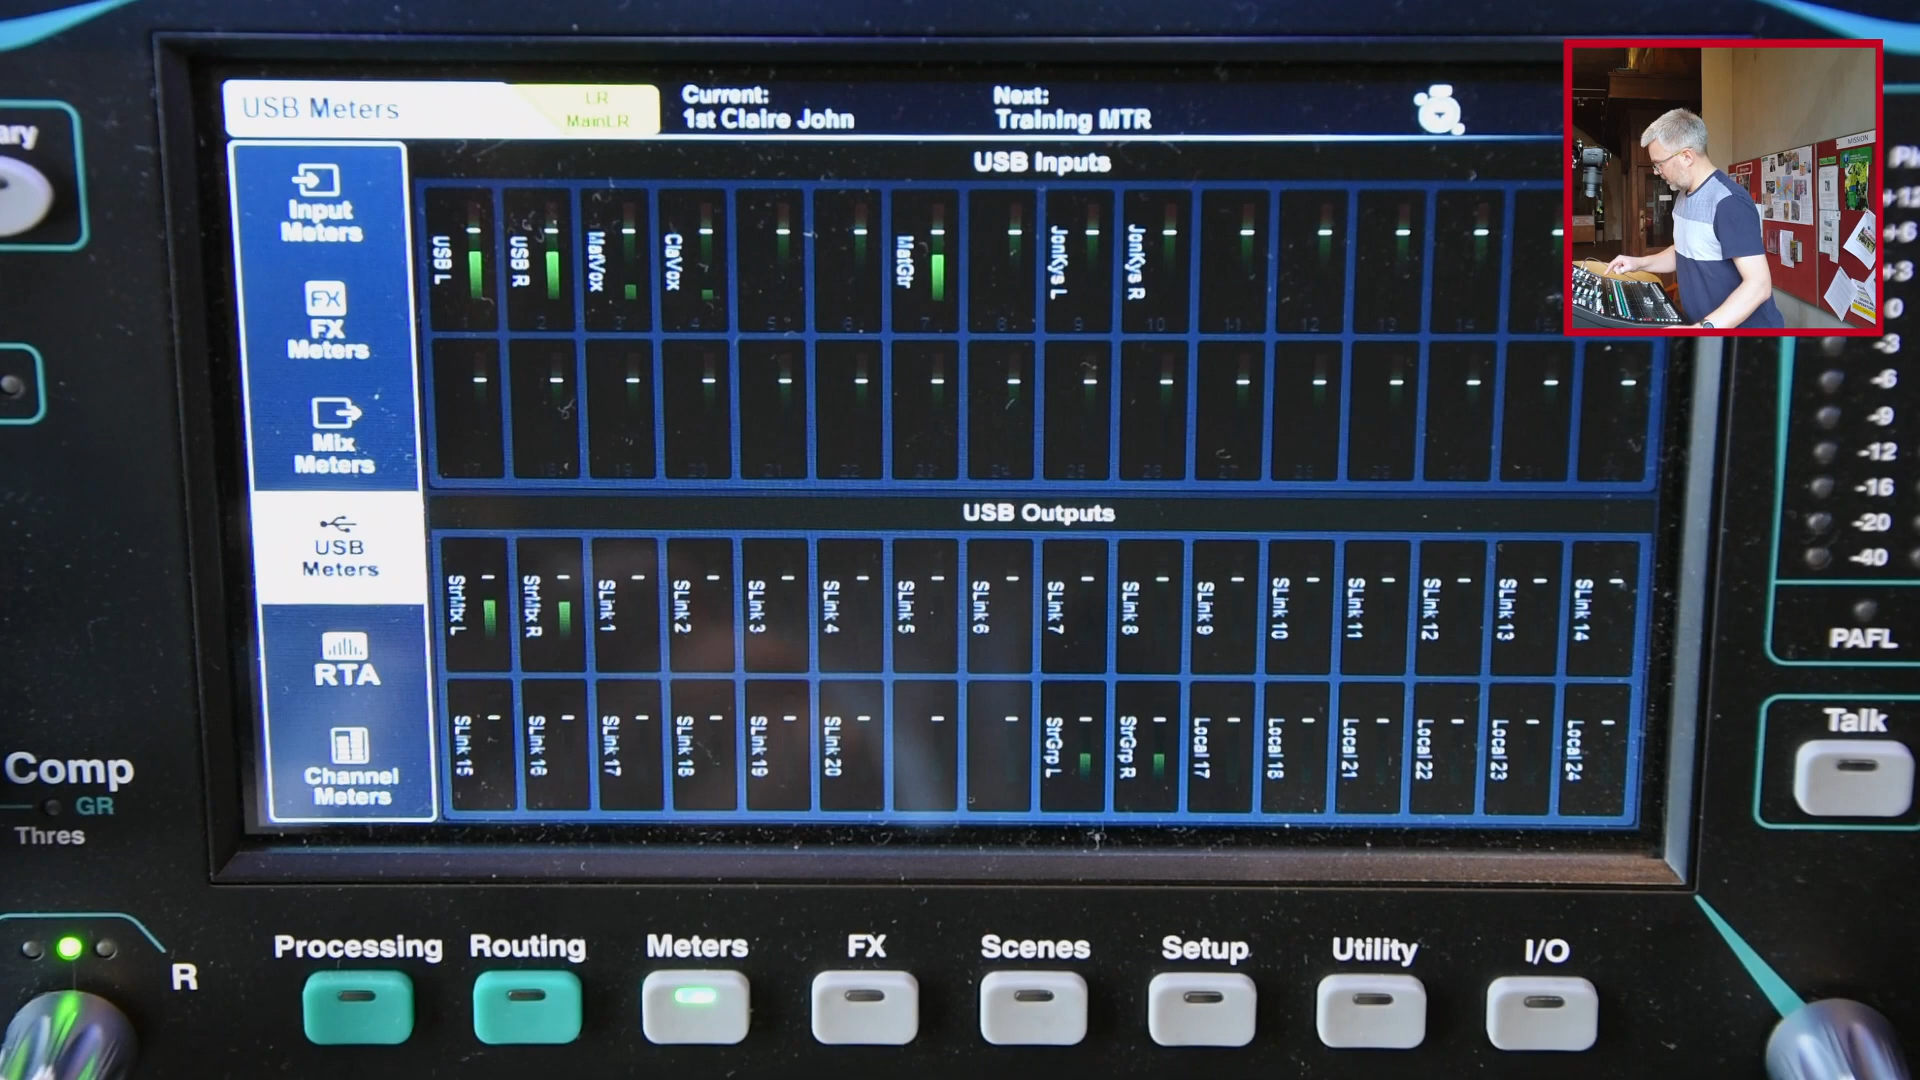 USB Meters
LR
MainLR
Current:
1st Claire John
Next:
Training MTR
Input
Meters
FX
FX
Meters
Mix
Meters
USB
Meters
RTA
Channel
Meters
USB Inputs
USB L
USB R
MatVox
ClaVox
MatGtr
JonKys L
JonKys R
USB Outputs
StrMtx L
StrMtx R
SLink 1
SLink 2
SLink 3
SLink 4
SLink 5
SLink 6
SLink 7
SLink 8
SLink 9
SLink 10
SLink 11
SLink 12
SLink 13
SLink 14
SLink 15
SLink 16
SLink 17
SLink 18
SLink 19
SLink 20
StrGrp L
StrGrp R
Local 17
Local 18
Local 21
Local 22
Local 23
Local 24
MISSION
ary
+12
+6
+3
0
-3
-6
-9
-12
-16
-20
-40
PAFL
Talk
Comp
GR
Thres
R
Processing
Routing
Meters
FX
Scenes
Setup
Utility
I/O